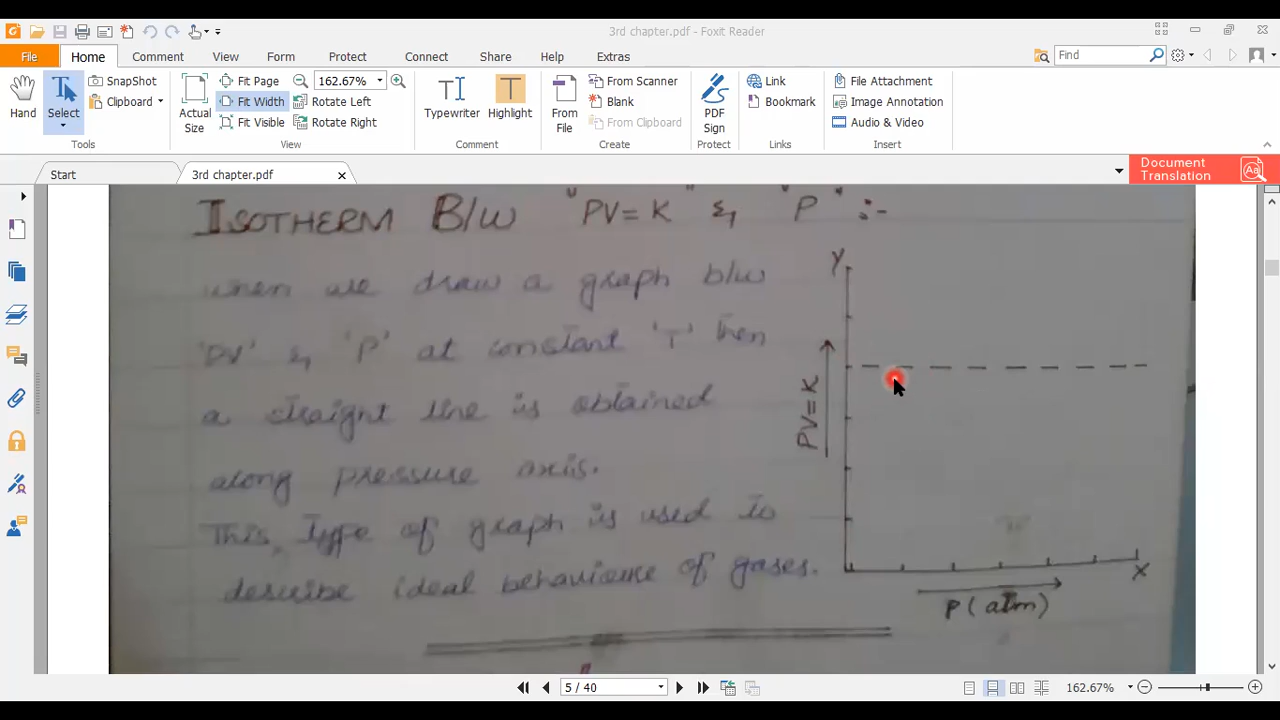 3rd chapter.pdf - Foxit Reader
File Home Comment View Form Protect Connect Share Help Extras Find
Hand Select SnapShot Clipboard Actual Size Fit Page Fit Width Fit Visible 162.67% Rotate Left Rotate Right Typewriter Highlight From File From Scanner Blank From Clipboard PDF Sign Link Bookmark File Attachment Image Annotation Audio & Video
Tools View Comment Create Protect Links Insert
Start 3rd chapter.pdf Document Translation
ISOTHERM B/w "PV=K" & "P" :-
when we draw a graph b/w
'PV' & 'P' at constant 'T' then
a straight line is obtained
along pressure axis.
This type of graph is used to
describe ideal behaviour of gases.
Y
PV=K
X
P(atm)
5 / 40 162.67%